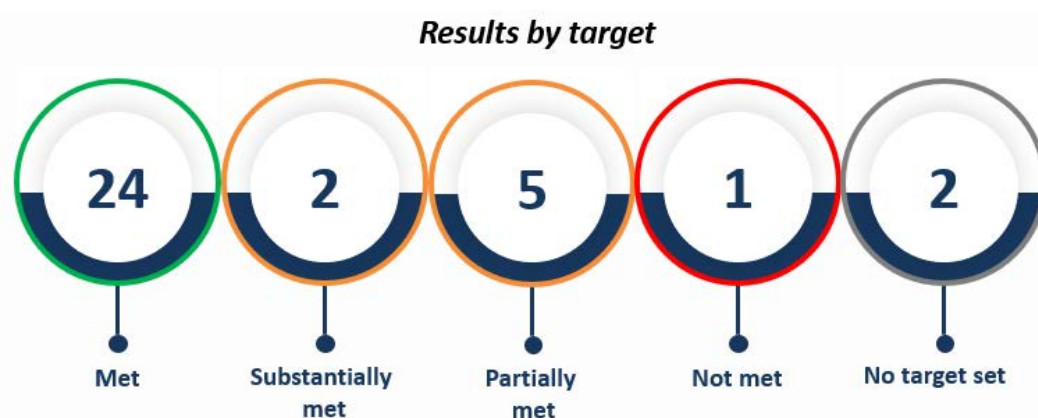 Results by target
24
2
5
1
2
Met
Substantially
met
Partially
met
Not met
No target set